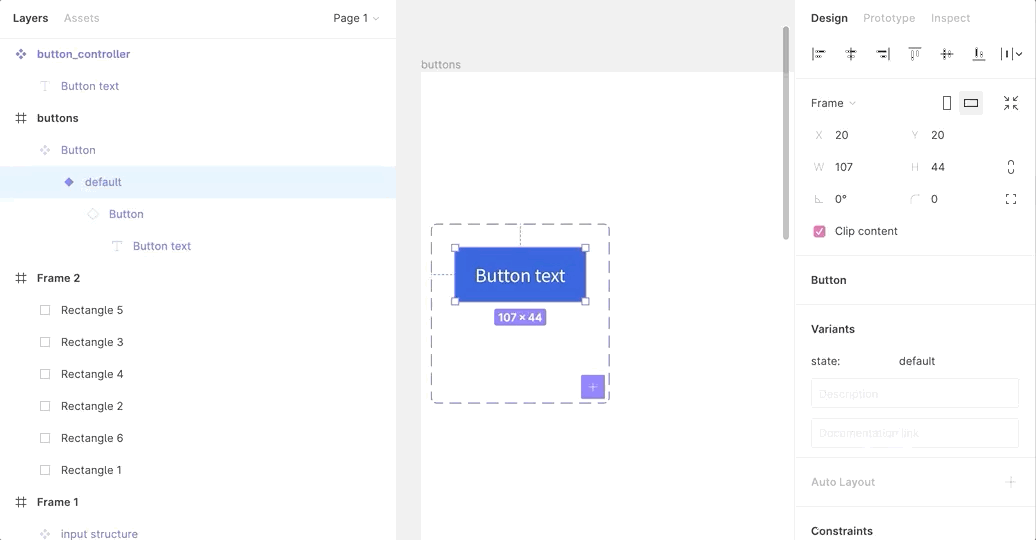 Layers Assets Page 1
button_controller
Button text
buttons
Button
default
Button
Button text
Frame 2
Rectangle 5
Rectangle 3
Rectangle 4
Rectangle 2
Rectangle 6
Rectangle 1
Frame 1
input structure
buttons
Button text
107 × 44
Design Prototype Inspect
Frame
X 20 Y 20
W 107 H 44
0° 0
Clip content
Button
Variants
state: default
Description
Documentation link
Auto Layout
Constraints